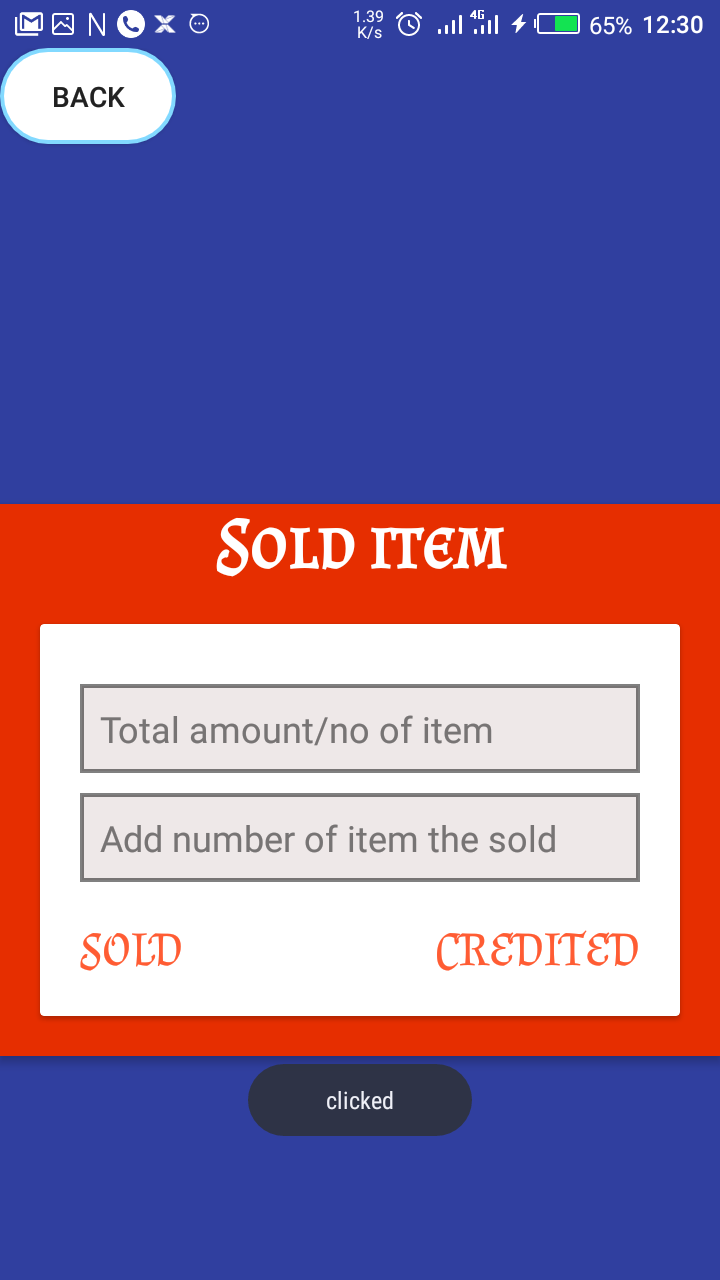 1.39
K/s
4G
65%
12:30
BACK
SOLD ITEM
Total amount/no of item
Add number of item the sold
SOLD
CREDITED
clicked